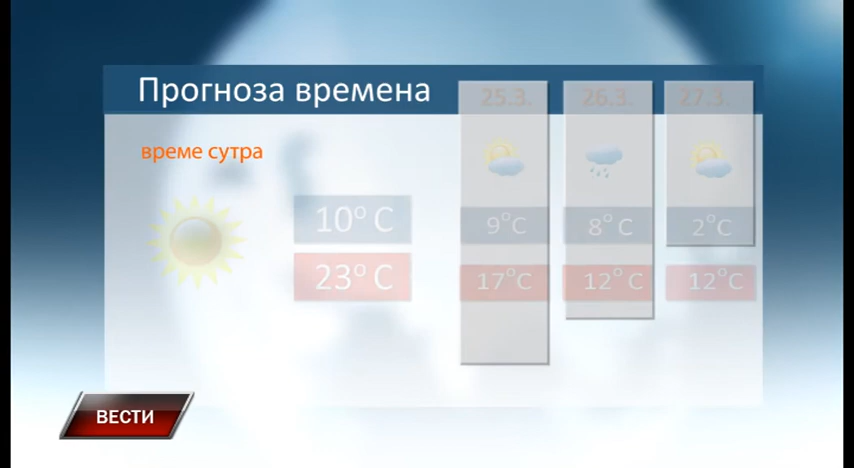 Прогноза времена
25.3. 26.3. 27.3.
време сутра
10° C
9°C 8°C 2°C
23° C
17°C 12°C 12°C
ВЕСТИ